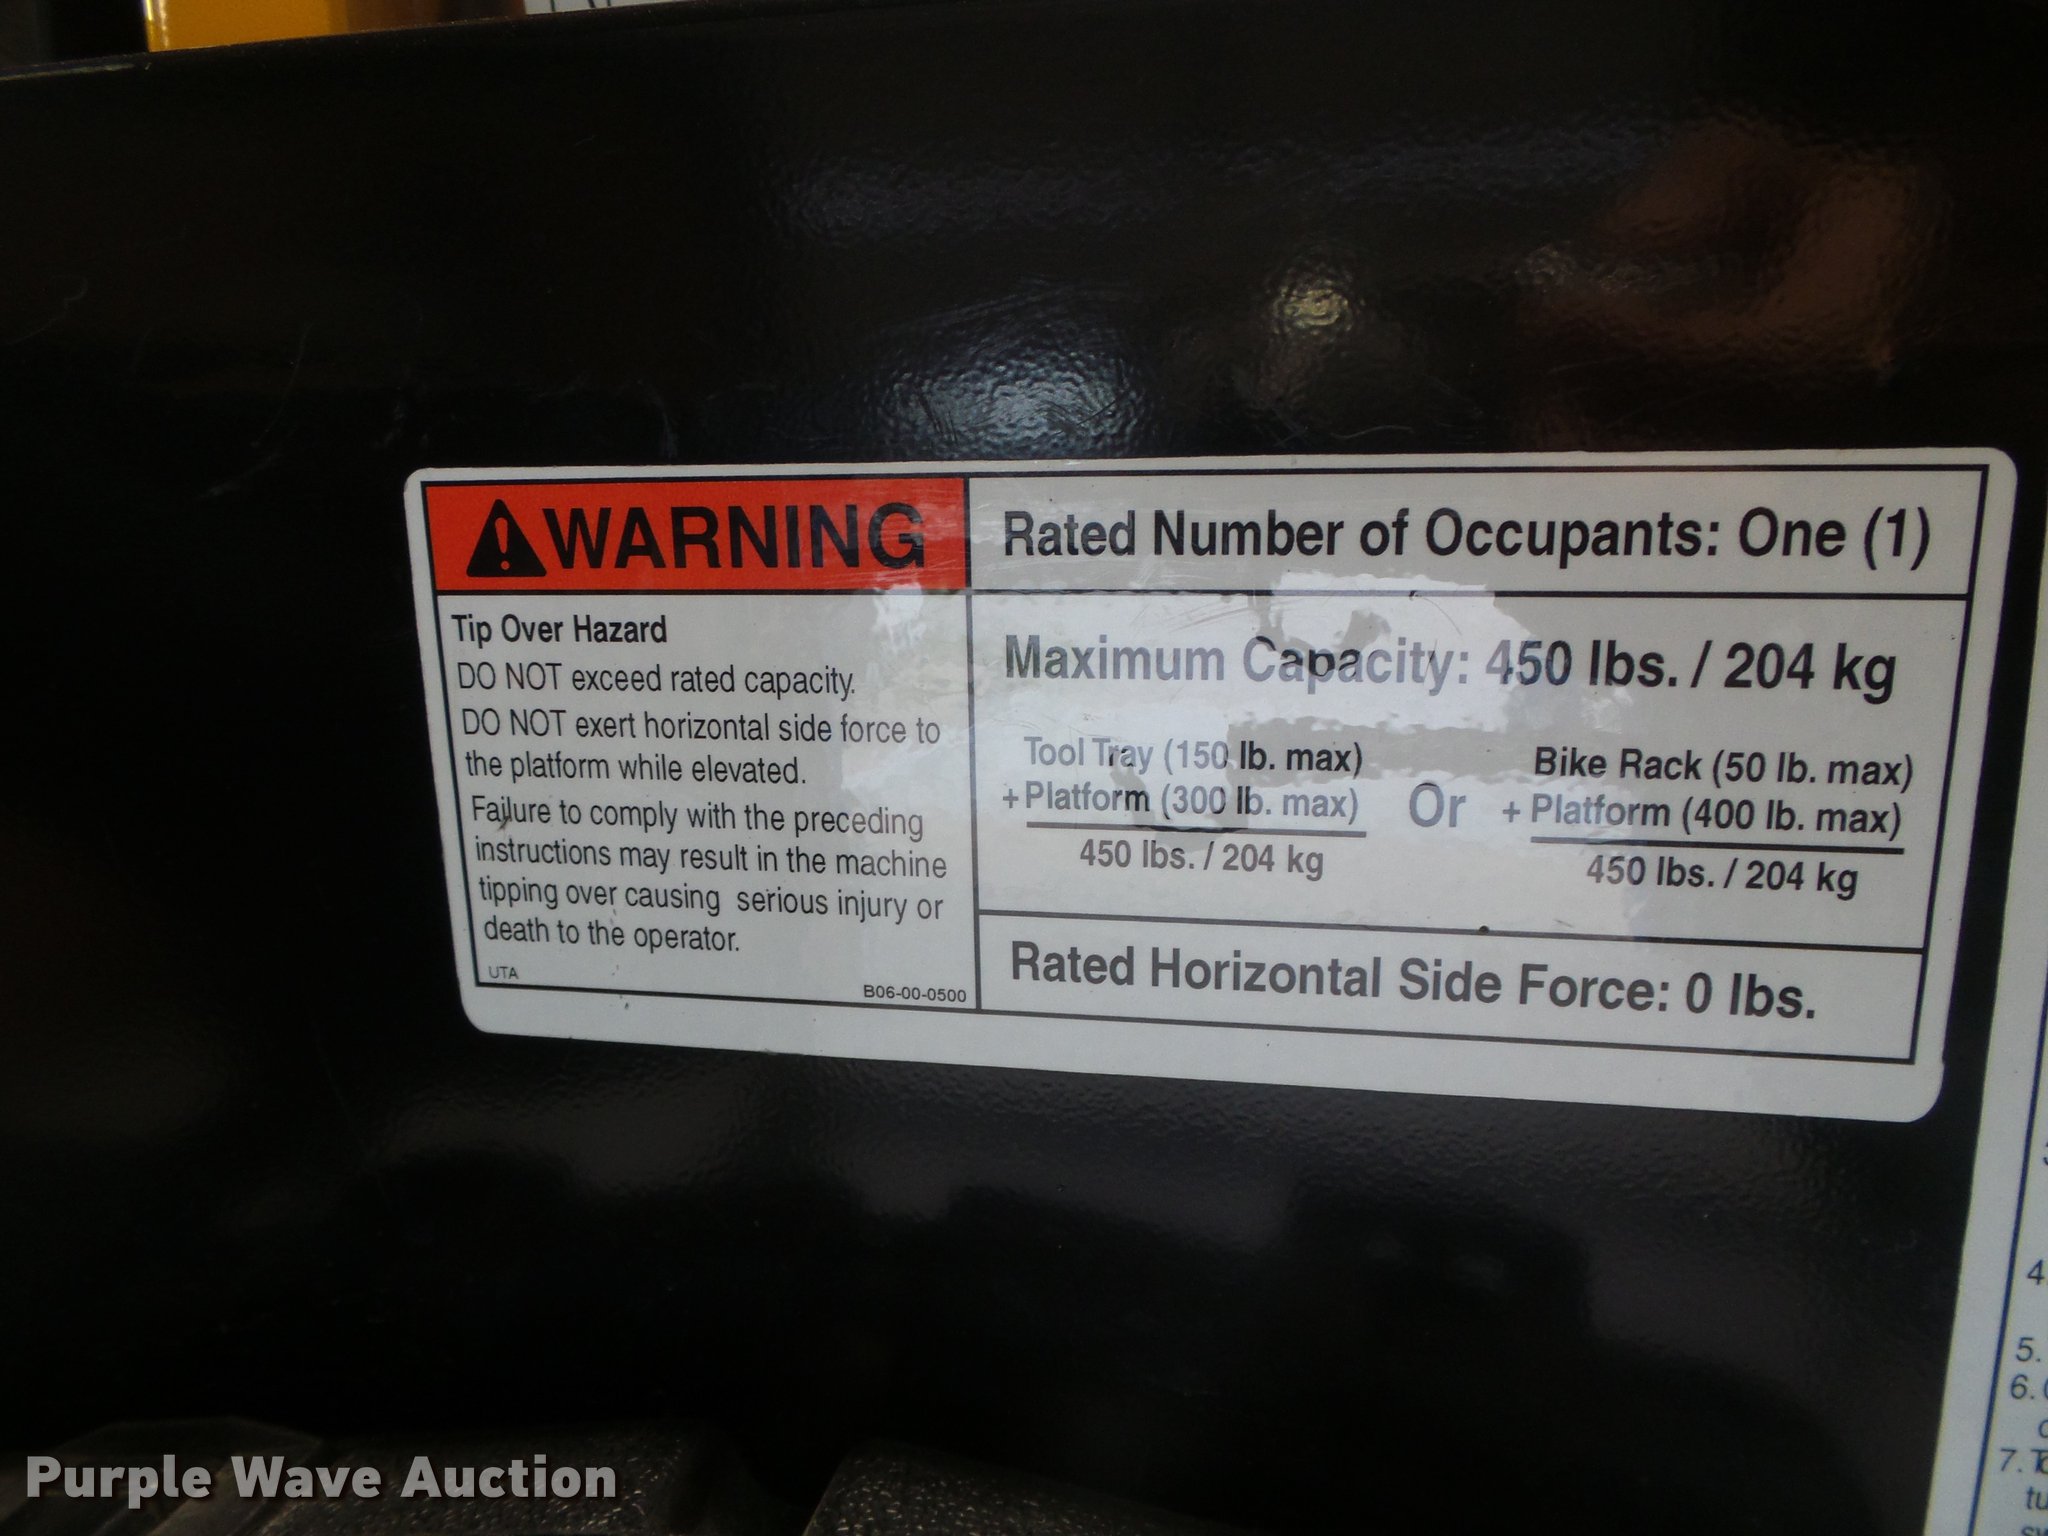 WARNING
Tip Over Hazard
DO NOT exceed rated capacity.
DO NOT exert horizontal side force to
the platform while elevated.
Failure to comply with the preceding
instructions may result in the machine
tipping over causing serious injury or
death to the operator.
UTA
B06-00-0500
Rated Number of Occupants: One (1)
Maximum Capacity: 450 lbs. / 204 kg
Tool Tray (150 lb. max)
+ Platform (300 lb. max)
450 lbs. / 204 kg
Or
Bike Rack (50 lb. max)
+ Platform (400 lb. max)
450 lbs. / 204 kg
Rated Horizontal Side Force: 0 lbs.
4.
5.
6.
7.
Purple Wave Auction